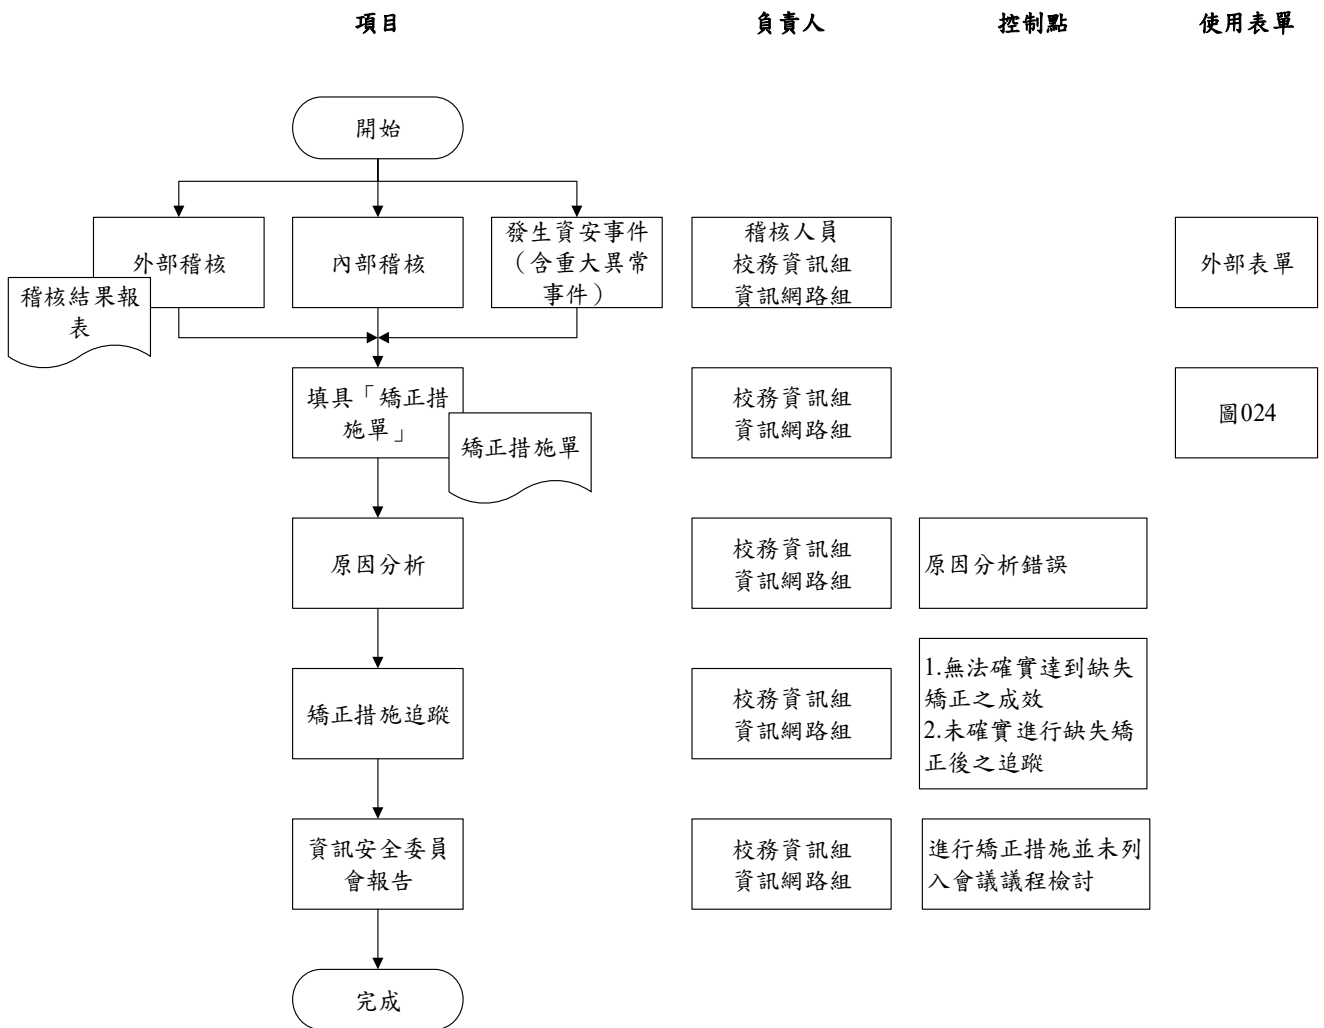 項目
負責人
控制點
使用表單
開始
外部稽核
稽核結果報
表
內部稽核
發生資安事件
（含重大異常
事件）
稽核人員
校務資訊組
資訊網路組
外部表單
填具「矯正措
施單」
矯正措施單
校務資訊組
資訊網路組
圖024
原因分析
校務資訊組
資訊網路組
原因分析錯誤
矯正措施追蹤
校務資訊組
資訊網路組
1.無法確實達到缺失
矯正之成效
2.未確實進行缺失矯
正後之追蹤
資訊安全委員
會報告
校務資訊組
資訊網路組
進行矯正措施並未列
入會議議程檢討
完成